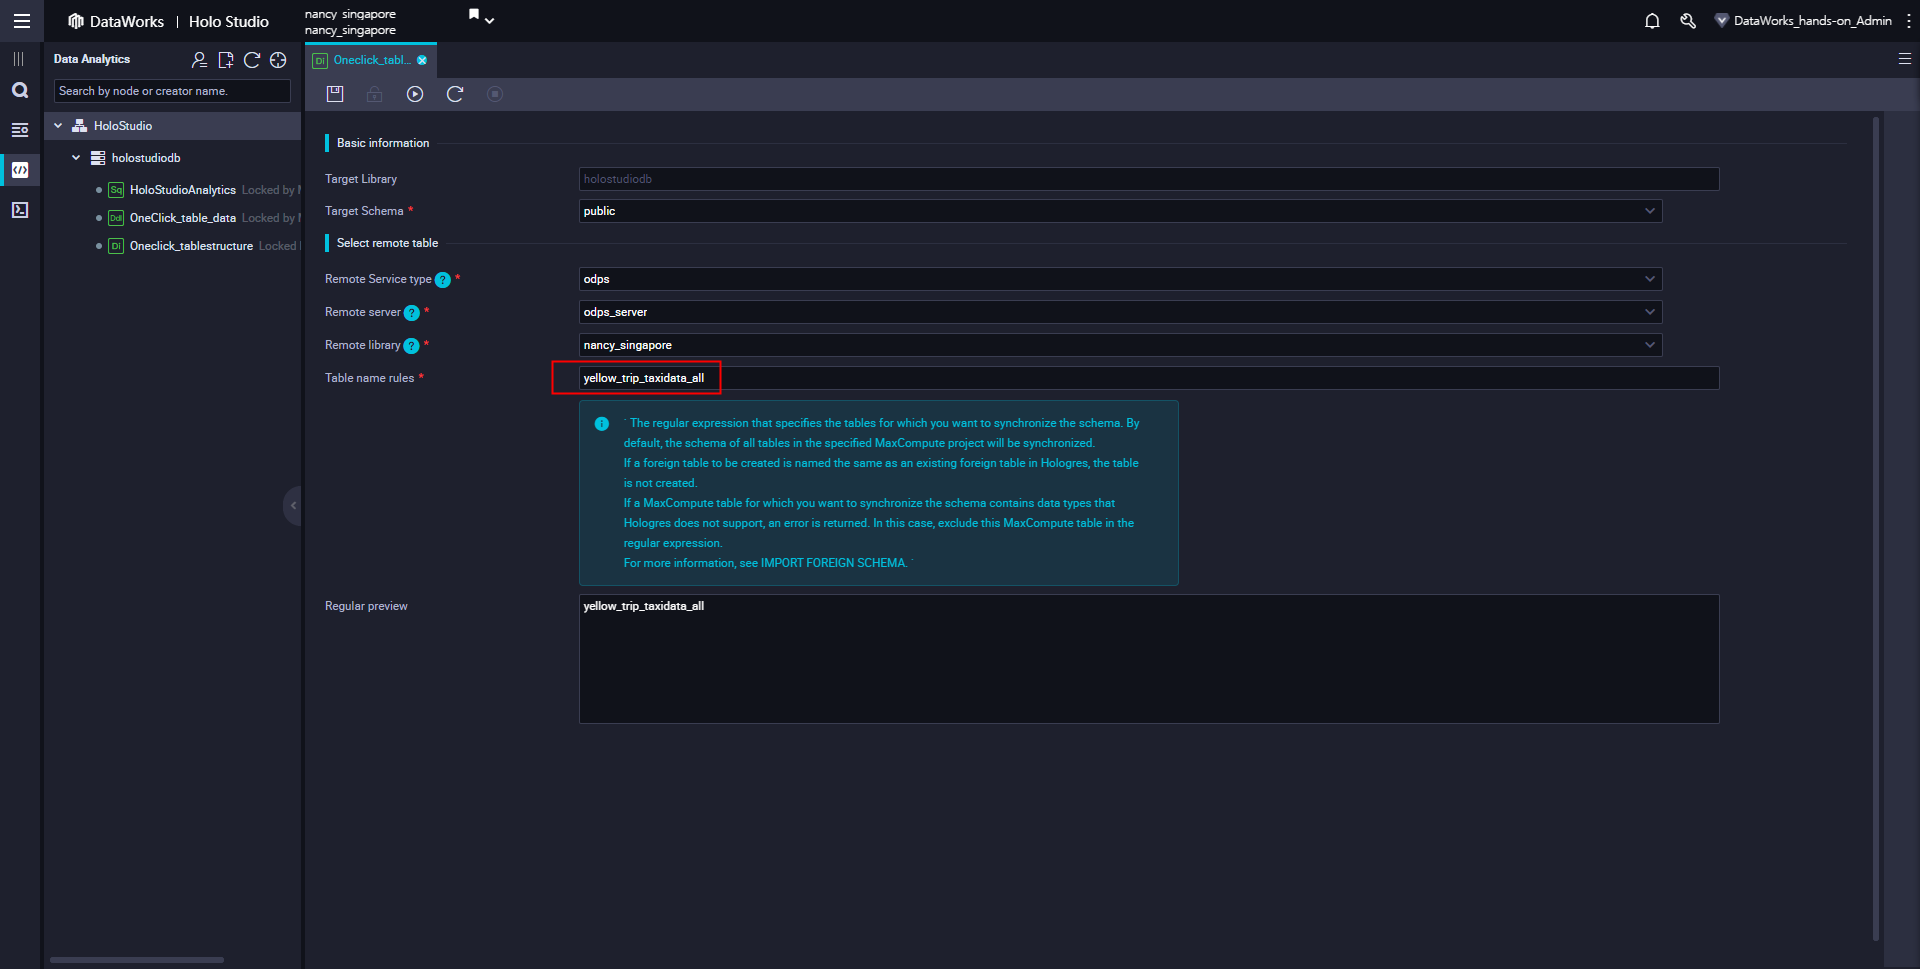 DataWorks | Holo Studio
nancy_singapore
nancy_singapore
DataWorks_hands-on_Admin
Data Analytics
Search by node or creator name.
HoloStudio
holostudiodb
Sq HoloStudioAnalytics Locked by M
Ddl OneClick_table_data Locked by M
Di Oneclick_tablestructure Locked
Di Oneclick_tabl...
Basic information
Target Library
holostudiodb
Target Schema *
public
Select remote table
Remote Service type ? *
odps
Remote server ? *
odps_server
Remote library ? *
nancy_singapore
Table name rules *
yellow_trip_taxidata_all
` The regular expression that specifies the tables for which you want to synchronize the schema. By
default, the schema of all tables in the specified MaxCompute project will be synchronized.
If a foreign table to be created is named the same as an existing foreign table in Hologres, the table
is not created.
If a MaxCompute table for which you want to synchronize the schema contains data types that
Hologres does not support, an error is returned. In this case, exclude this MaxCompute table in the
regular expression.
For more information, see IMPORT FOREIGN SCHEMA. `
Regular preview
yellow_trip_taxidata_all